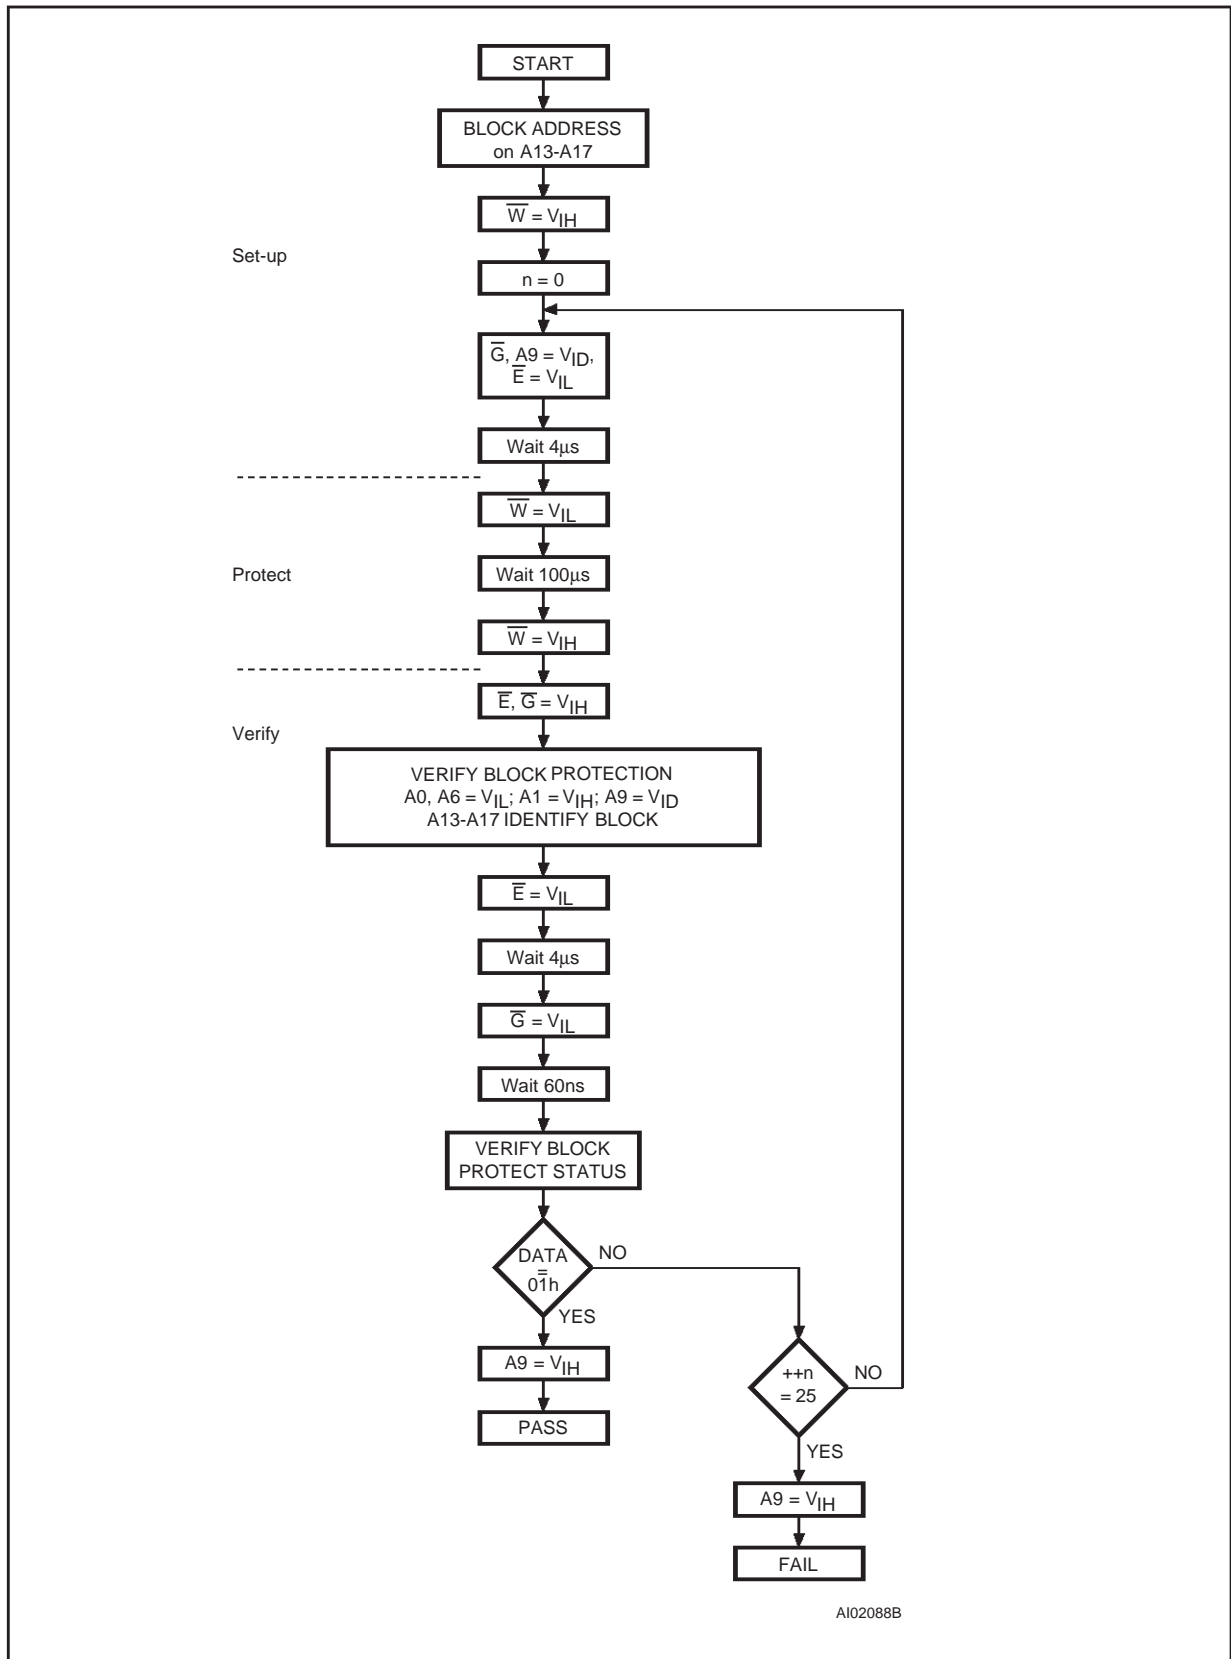 START
BLOCK ADDRESS
on A13-A17
W̅ = VIH
Set-up
n = 0
G̅, A9 = VID,
E̅ = VIL
Wait 4µs
W̅ = VIL
Protect
Wait 100µs
W̅ = VIH
E̅, G̅ = VIH
Verify
VERIFY BLOCK PROTECTION
A0, A6 = VIL; A1 = VIH; A9 = VID
A13-A17 IDENTIFY BLOCK
E̅ = VIL
Wait 4µs
G̅ = VIL
Wait 60ns
VERIFY BLOCK
PROTECT STATUS
DATA
=
01h
NO
YES
A9 = VIH
PASS
++n
= 25
NO
YES
A9 = VIH
FAIL
AI02088B